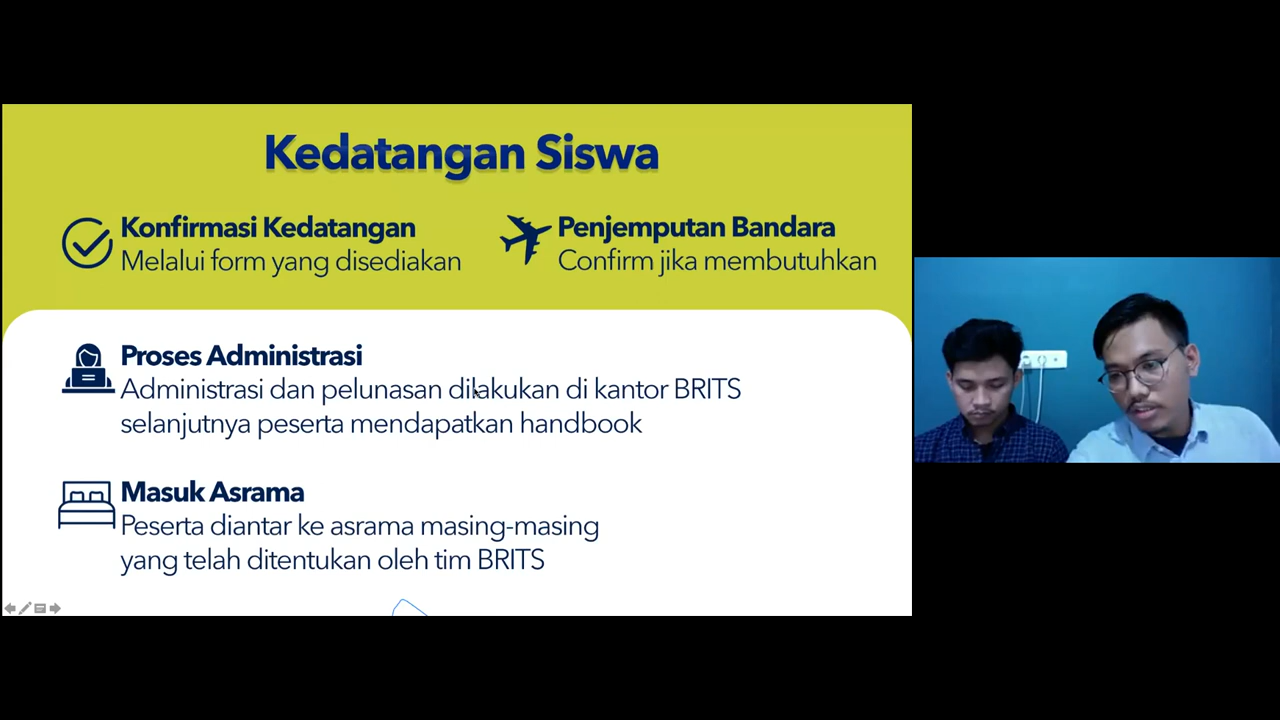 Kedatangan Siswa
Konfirmasi Kedatangan
Melalui form yang disediakan
Penjemputan Bandara
Confirm jika membutuhkan
Proses Administrasi
Administrasi dan pelunasan dilakukan di kantor BRITS
selanjutnya peserta mendapatkan handbook
Masuk Asrama
Peserta diantar ke asrama masing-masing
yang telah ditentukan oleh tim BRITS